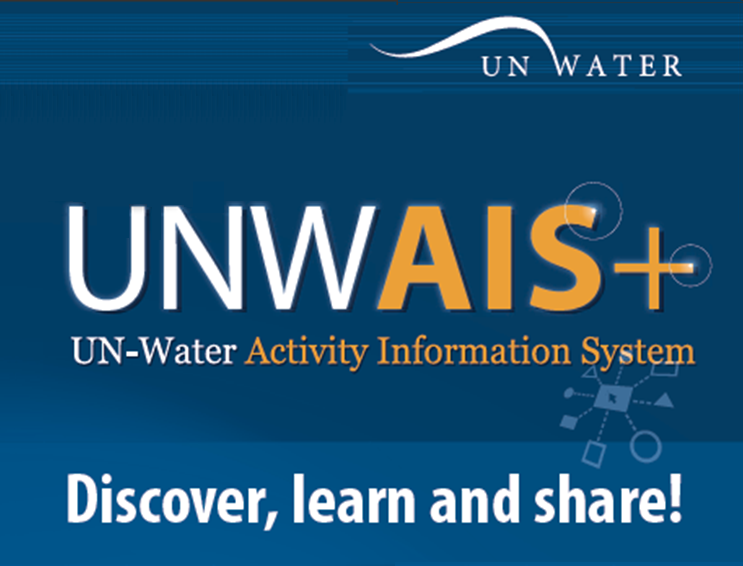 UN WATER
UNWAIS+
UN-Water Activity Information System
Discover, learn and share!